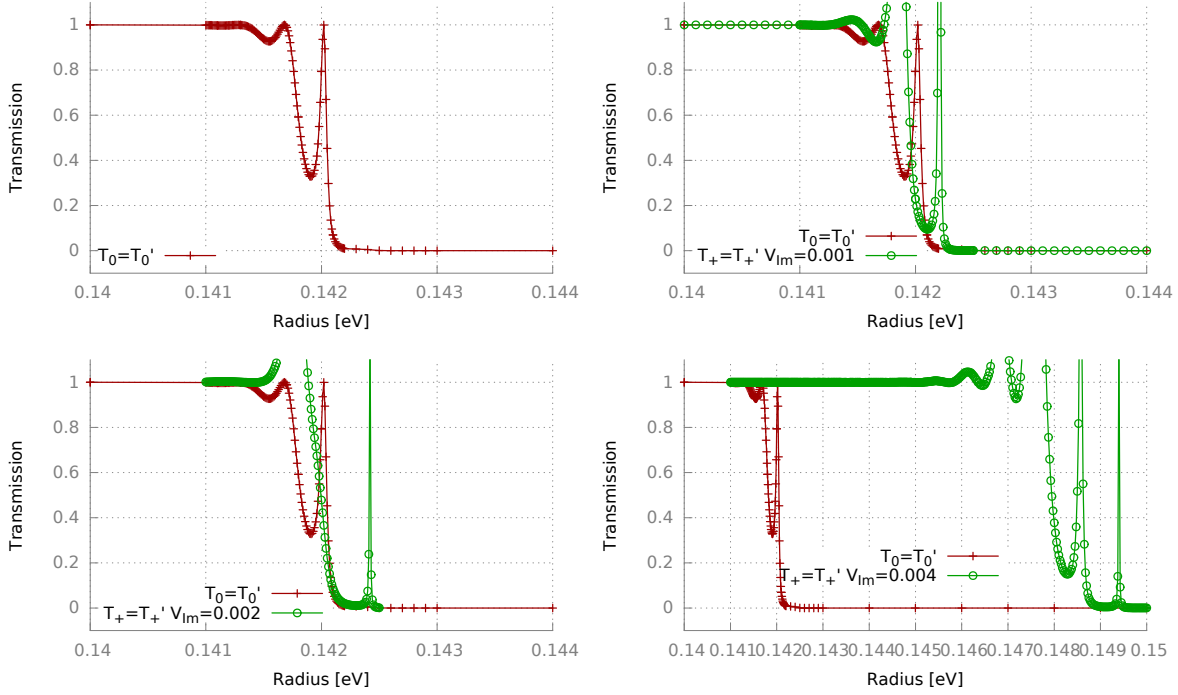 1
0.8
0.6
0.4
0.2
0
Transmission
T0=T0'
0.14 0.141 0.142 0.143 0.144
Radius [eV]
1
0.8
0.6
0.4
0.2
0
Transmission
T0=T0'
T+=T+' VIm=0.001
0.14 0.141 0.142 0.143 0.144
Radius [eV]
1
0.8
0.6
0.4
0.2
0
Transmission
T0=T0'
T+=T+' VIm=0.002
0.14 0.141 0.142 0.143 0.144
Radius [eV]
1
0.8
0.6
0.4
0.2
0
Transmission
T0=T0'
T+=T+' VIm=0.004
0.14 0.141 0.142 0.143 0.144 0.145 0.146 0.147 0.148 0.149 0.15
Radius [eV]